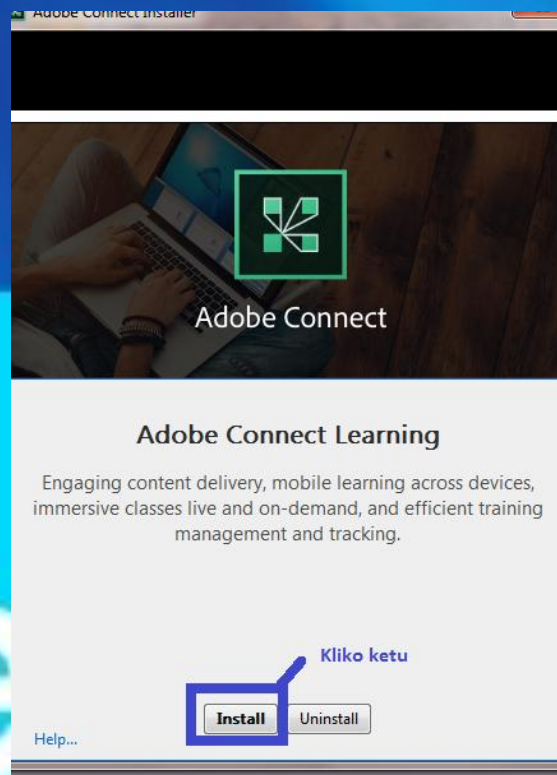 Adobe Connect Installer
Adobe Connect
Adobe Connect Learning
Engaging content delivery, mobile learning across devices,
immersive classes live and on-demand, and efficient training
management and tracking.
Kliko ketu
Install Uninstall
Help...